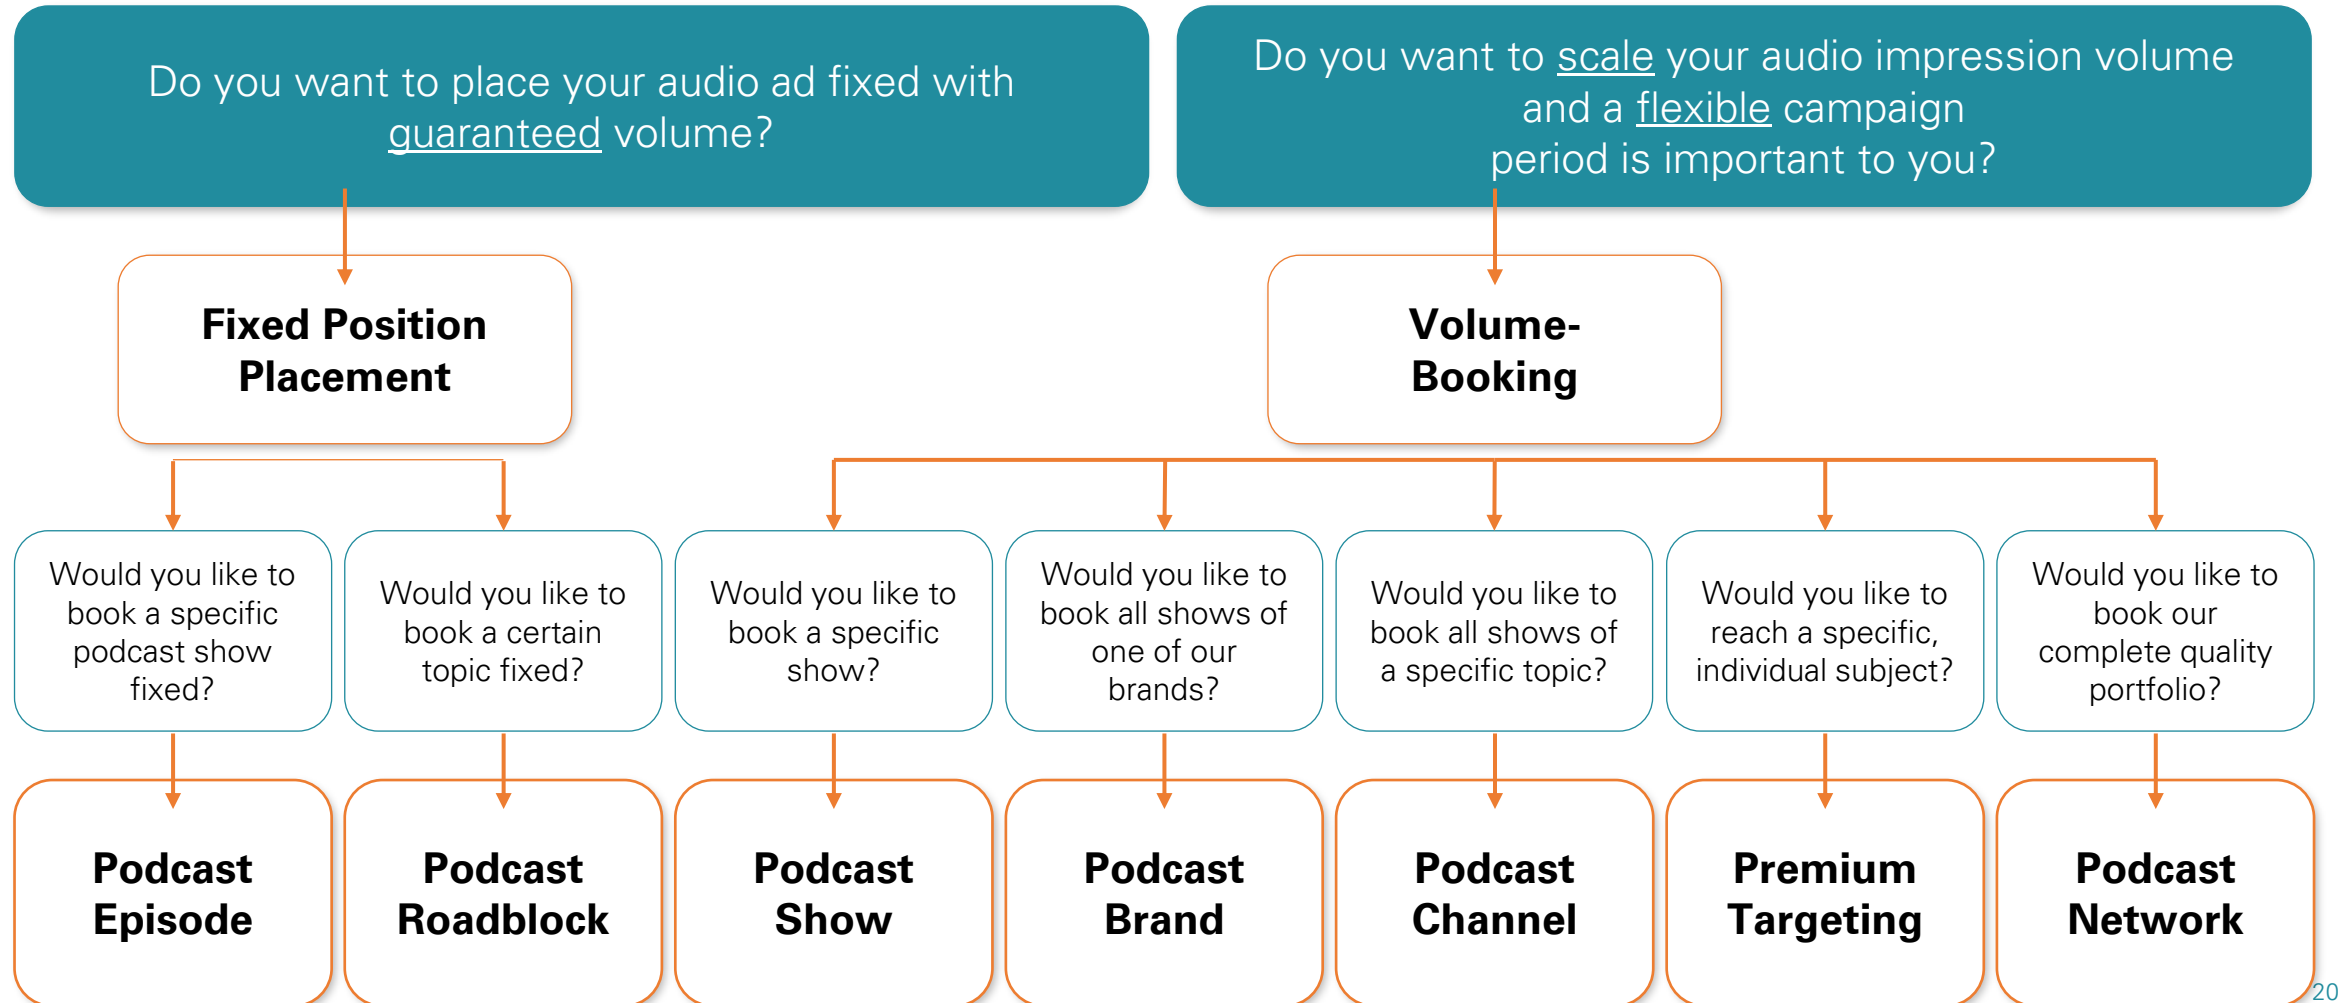 Do you want to place your audio ad fixed with
guaranteed volume?
Do you want to scale your audio impression volume
and a flexible campaign
period is important to you?
Fixed Position
Placement
Volume-
Booking
Would you like to
book a specific
podcast show
fixed?
Would you like to
book a certain
topic fixed?
Would you like to
book a specific
show?
Would you like to
book all shows of
one of our
brands?
Would you like to
book all shows of
a specific topic?
Would you like to
reach a specific,
individual subject?
Would you like to
book our
complete quality
portfolio?
Podcast
Episode
Podcast
Roadblock
Podcast
Show
Podcast
Brand
Podcast
Channel
Premium
Targeting
Podcast
Network
20